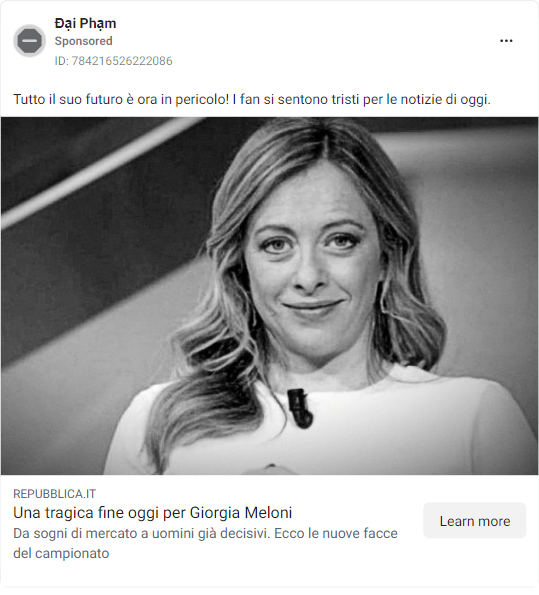 Đại Phạm
Sponsored
ID: 784216526222086
Tutto il suo futuro è ora in pericolo! I fan si sentono tristi per le notizie di oggi.
REPUBBLICA.IT
Una tragica fine oggi per Giorgia Meloni
Da sogni di mercato a uomini già decisivi. Ecco le nuove facce
del campionato
Learn more